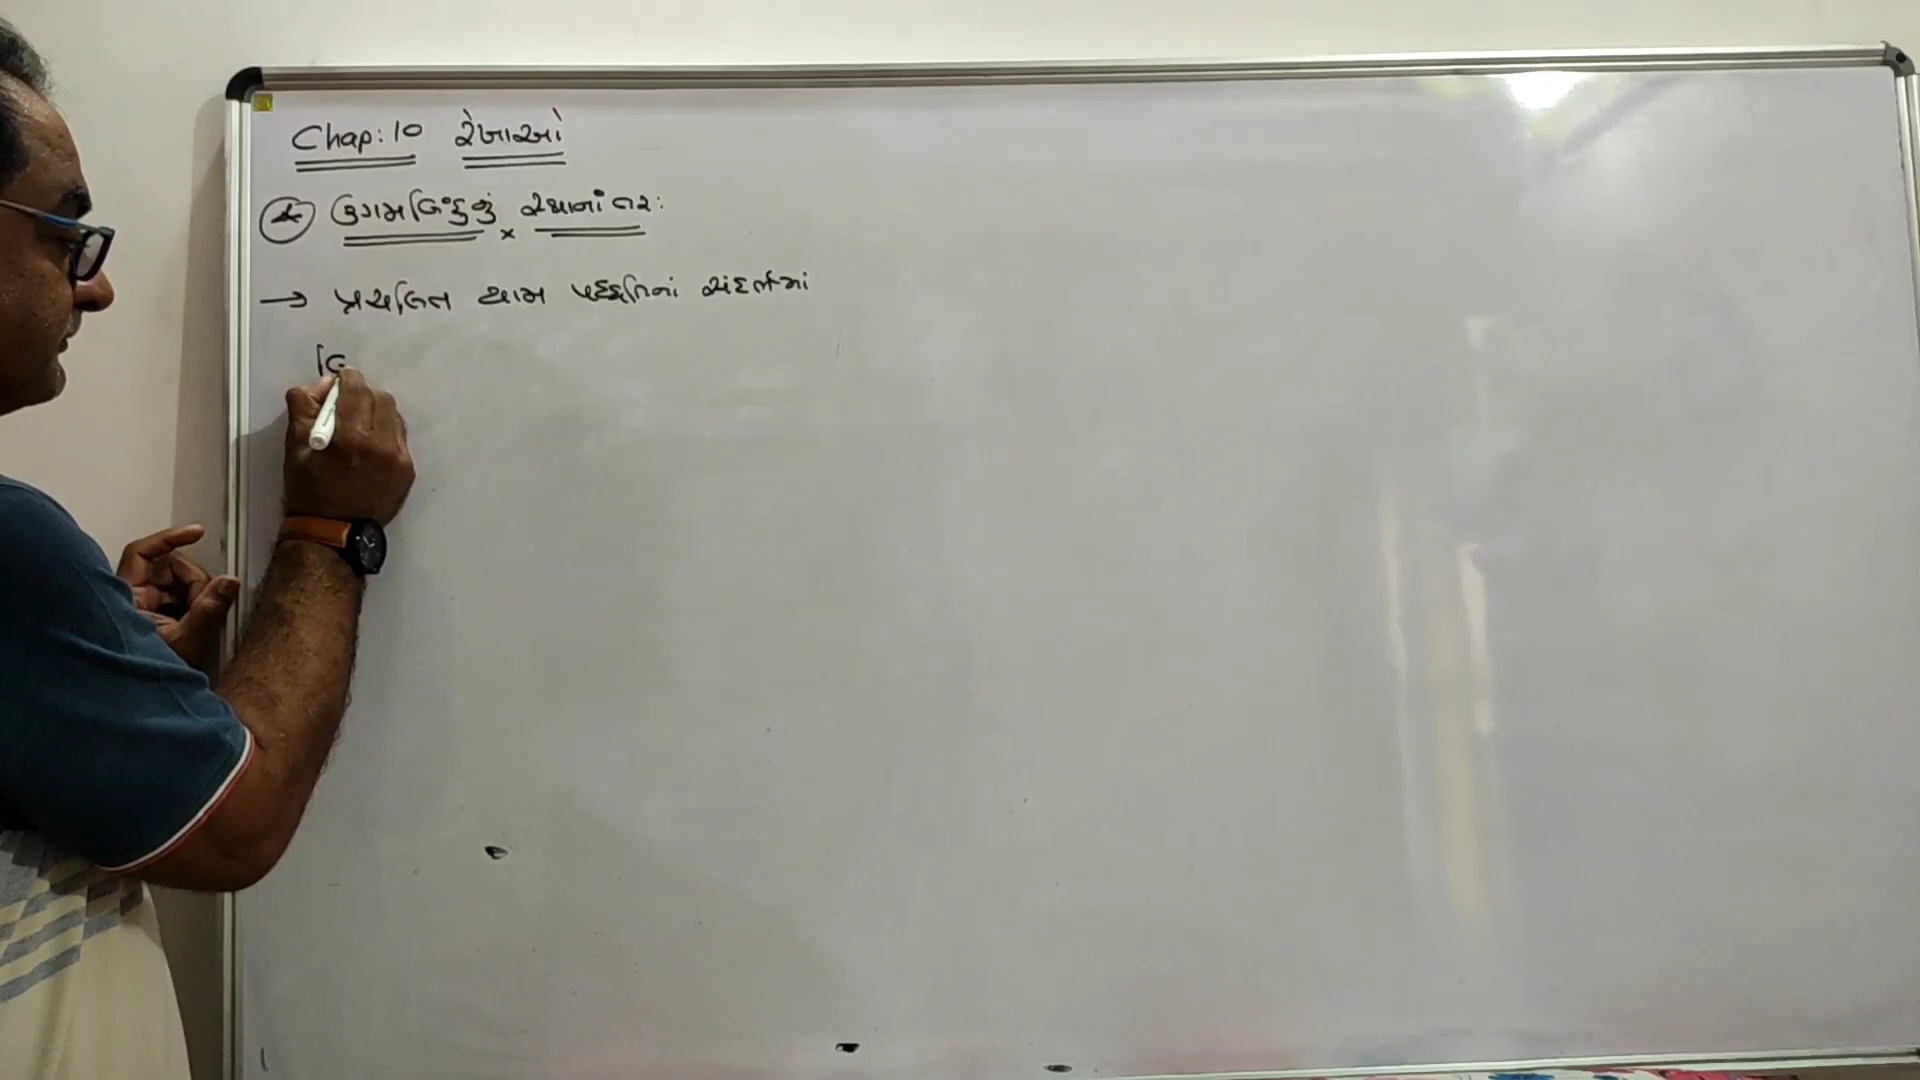 Chap: 10 રેખાઓ
ઉગમબિંદુનું સ્થાનાંતર:
→ પ્રચલિત યામ પદ્ધતિનાં સંદર્ભમાં
બિ